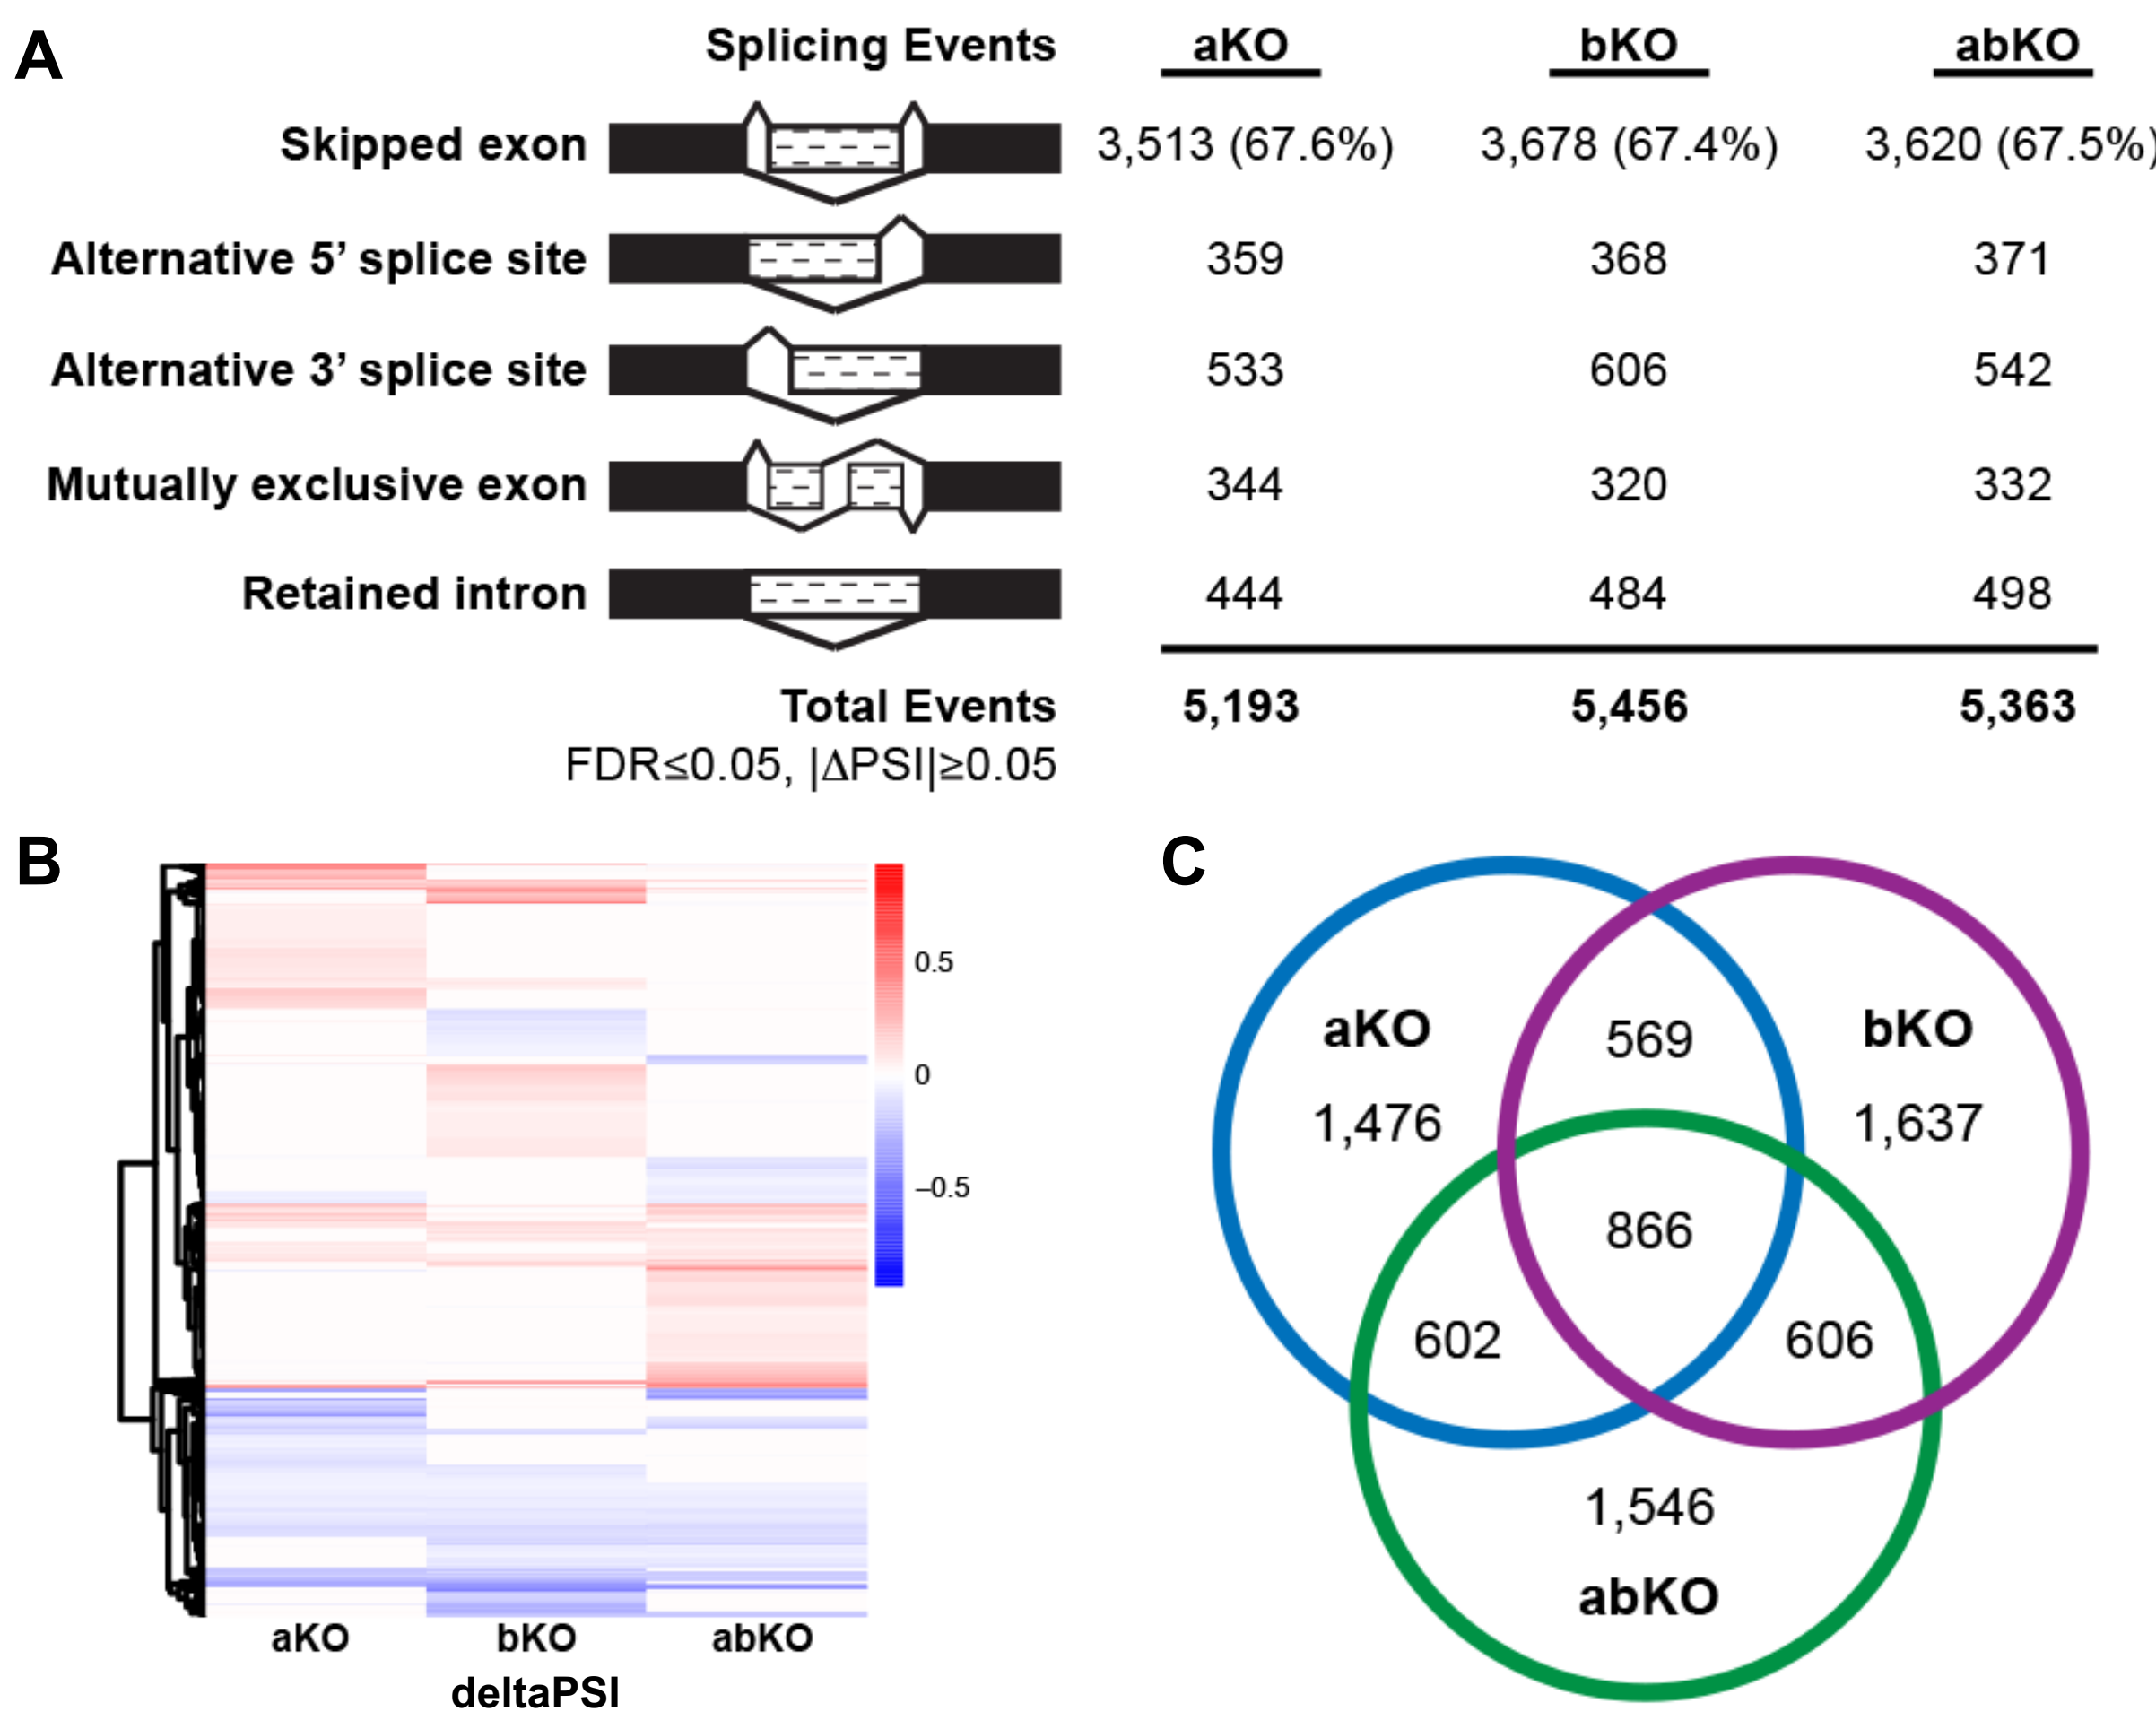 A
Splicing Events aKO bKO abKO
Skipped exon 3,513 (67.6%) 3,678 (67.4%) 3,620 (67.5%)
Alternative 5’ splice site 359 368 371
Alternative 3’ splice site 533 606 542
Mutually exclusive exon 344 320 332
Retained intron 444 484 498
Total Events 5,193 5,456 5,363
FDR≤0.05, |ΔPSI|≥0.05
B
0.5
0
–0.5
aKO bKO abKO
deltaPSI
C
aKO 569 bKO
1,476 1,637
866
602 606
1,546
abKO